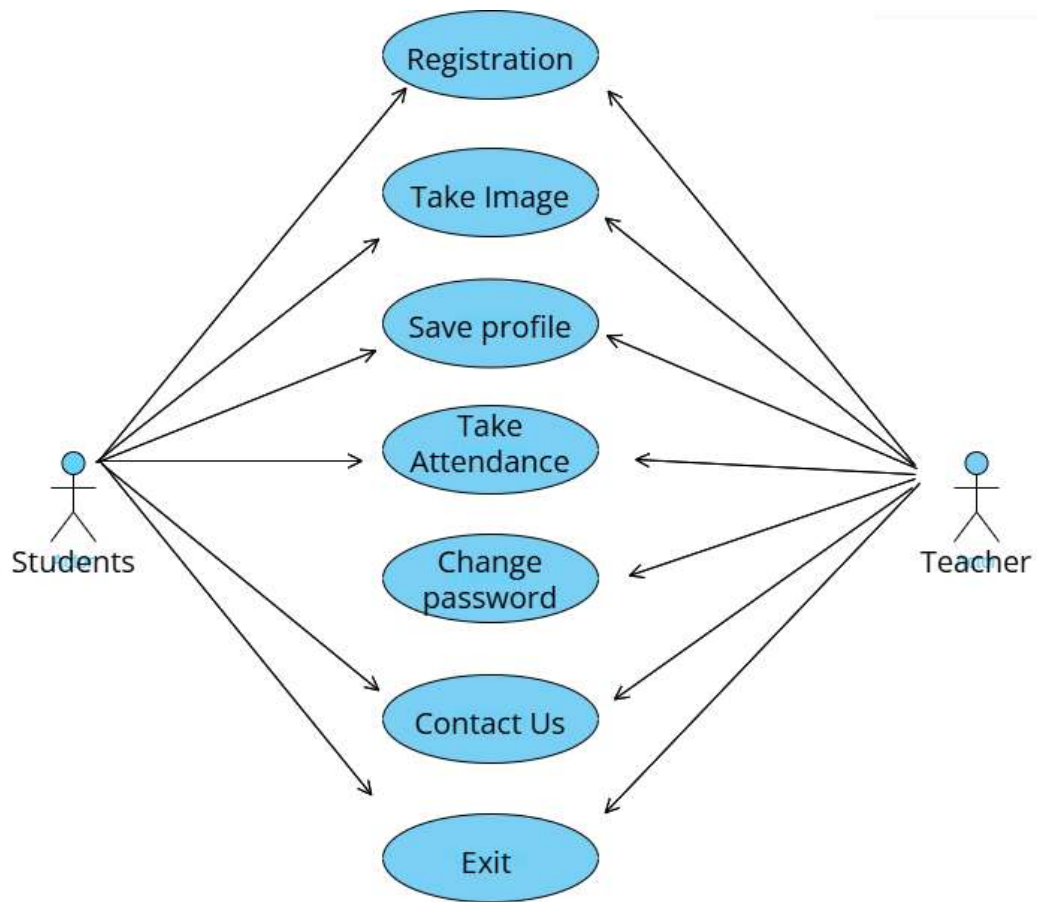 Registration
Take Image
Save profile
Take
Attendance
Students
Teacher
Change
password
Contact Us
Exit